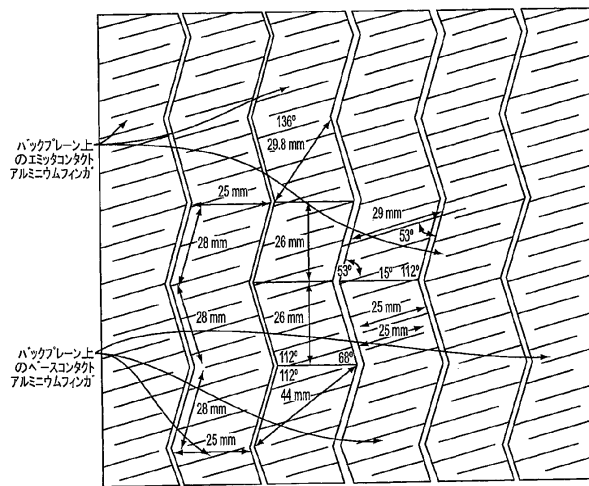 136°
29.8 mm
バックプレーン上
のエミッタコンタクト
アルミニウムフィンガ
25 mm
29 mm
28 mm
26 mm
53°
53°
15°
112°
28 mm
26 mm
25 mm
25 mm
バックプレーン上
のベースコンタクト
アルミニウムフィンガ
112°
68°
112°
44 mm
28 mm
25 mm